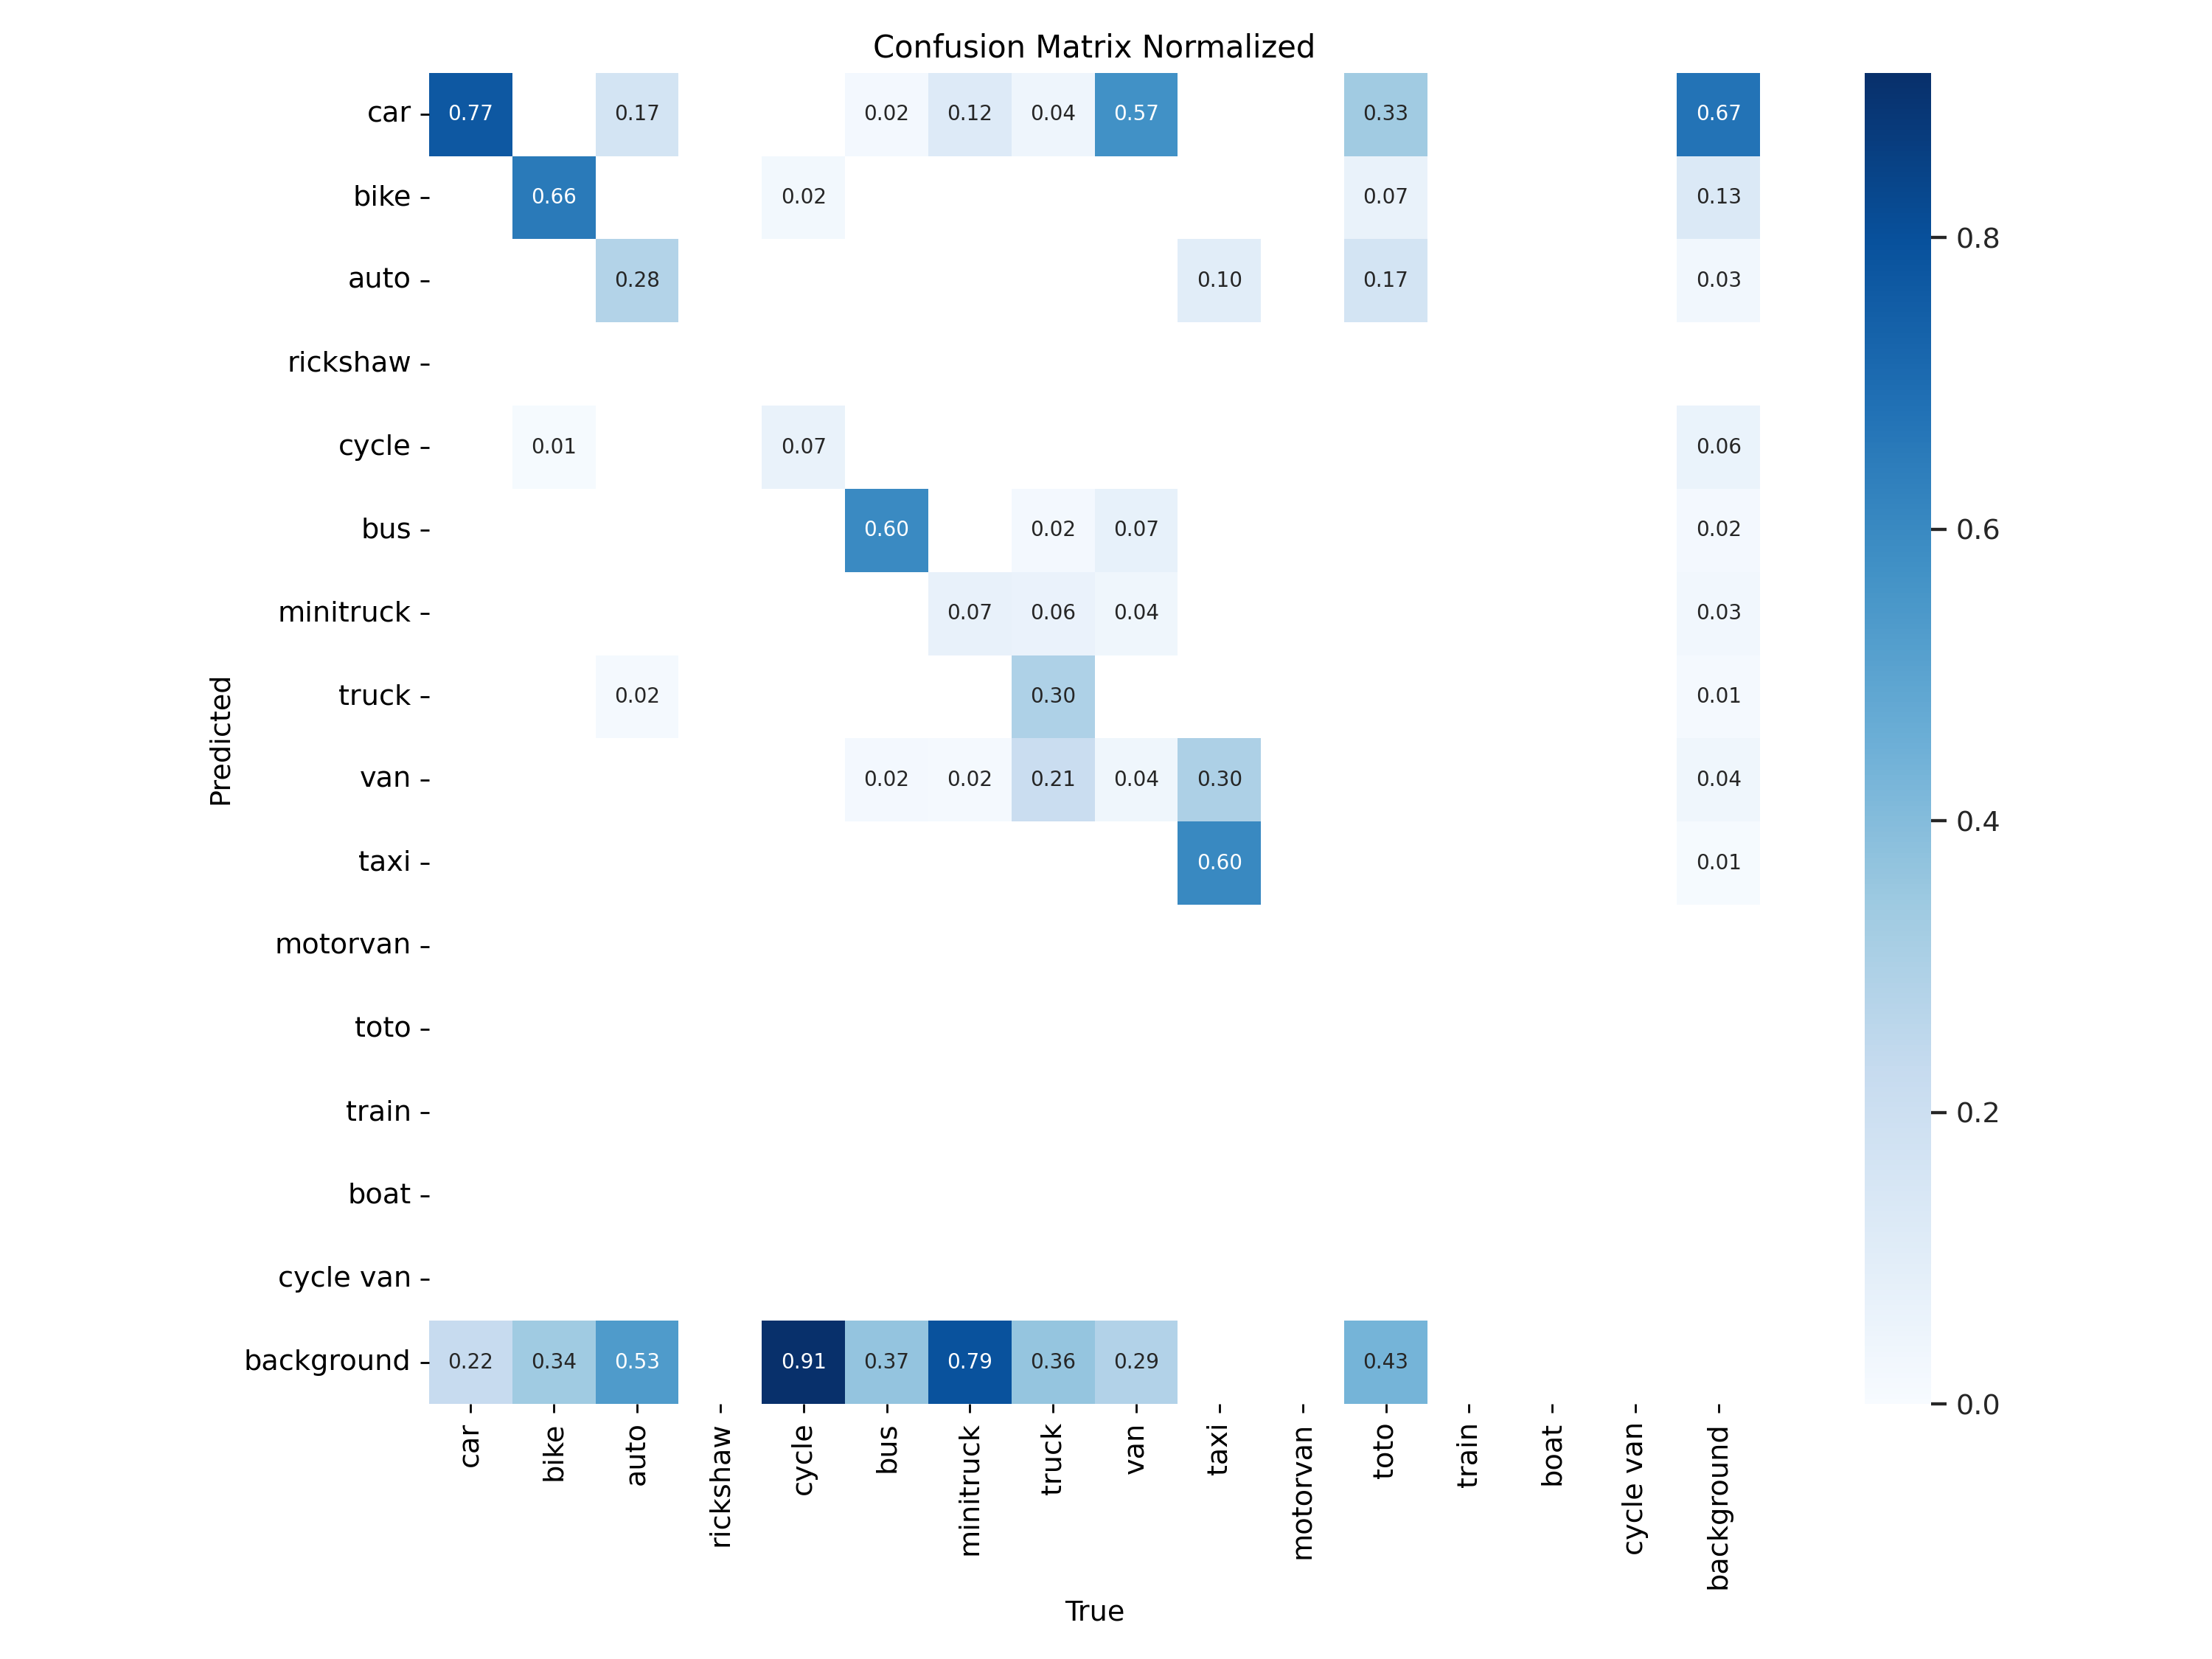 Confusion Matrix Normalized
car 0.77 0.17 0.02 0.12 0.04 0.57 0.33 0.67
bike 0.66 0.02 0.07 0.13
auto 0.28 0.10 0.17 0.03
rickshaw
cycle 0.01 0.07 0.06
bus 0.60 0.02 0.07 0.02
minitruck 0.07 0.06 0.04 0.03
truck 0.02 0.30 0.01
van 0.02 0.02 0.21 0.04 0.30 0.04
taxi 0.60 0.01
motorvan
toto
train
boat
cycle van
background 0.22 0.34 0.53 0.91 0.37 0.79 0.36 0.29 0.43
Predicted
car bike auto rickshaw cycle bus minitruck truck van taxi motorvan toto train boat cycle van background
True
0.8
0.6
0.4
0.2
0.0